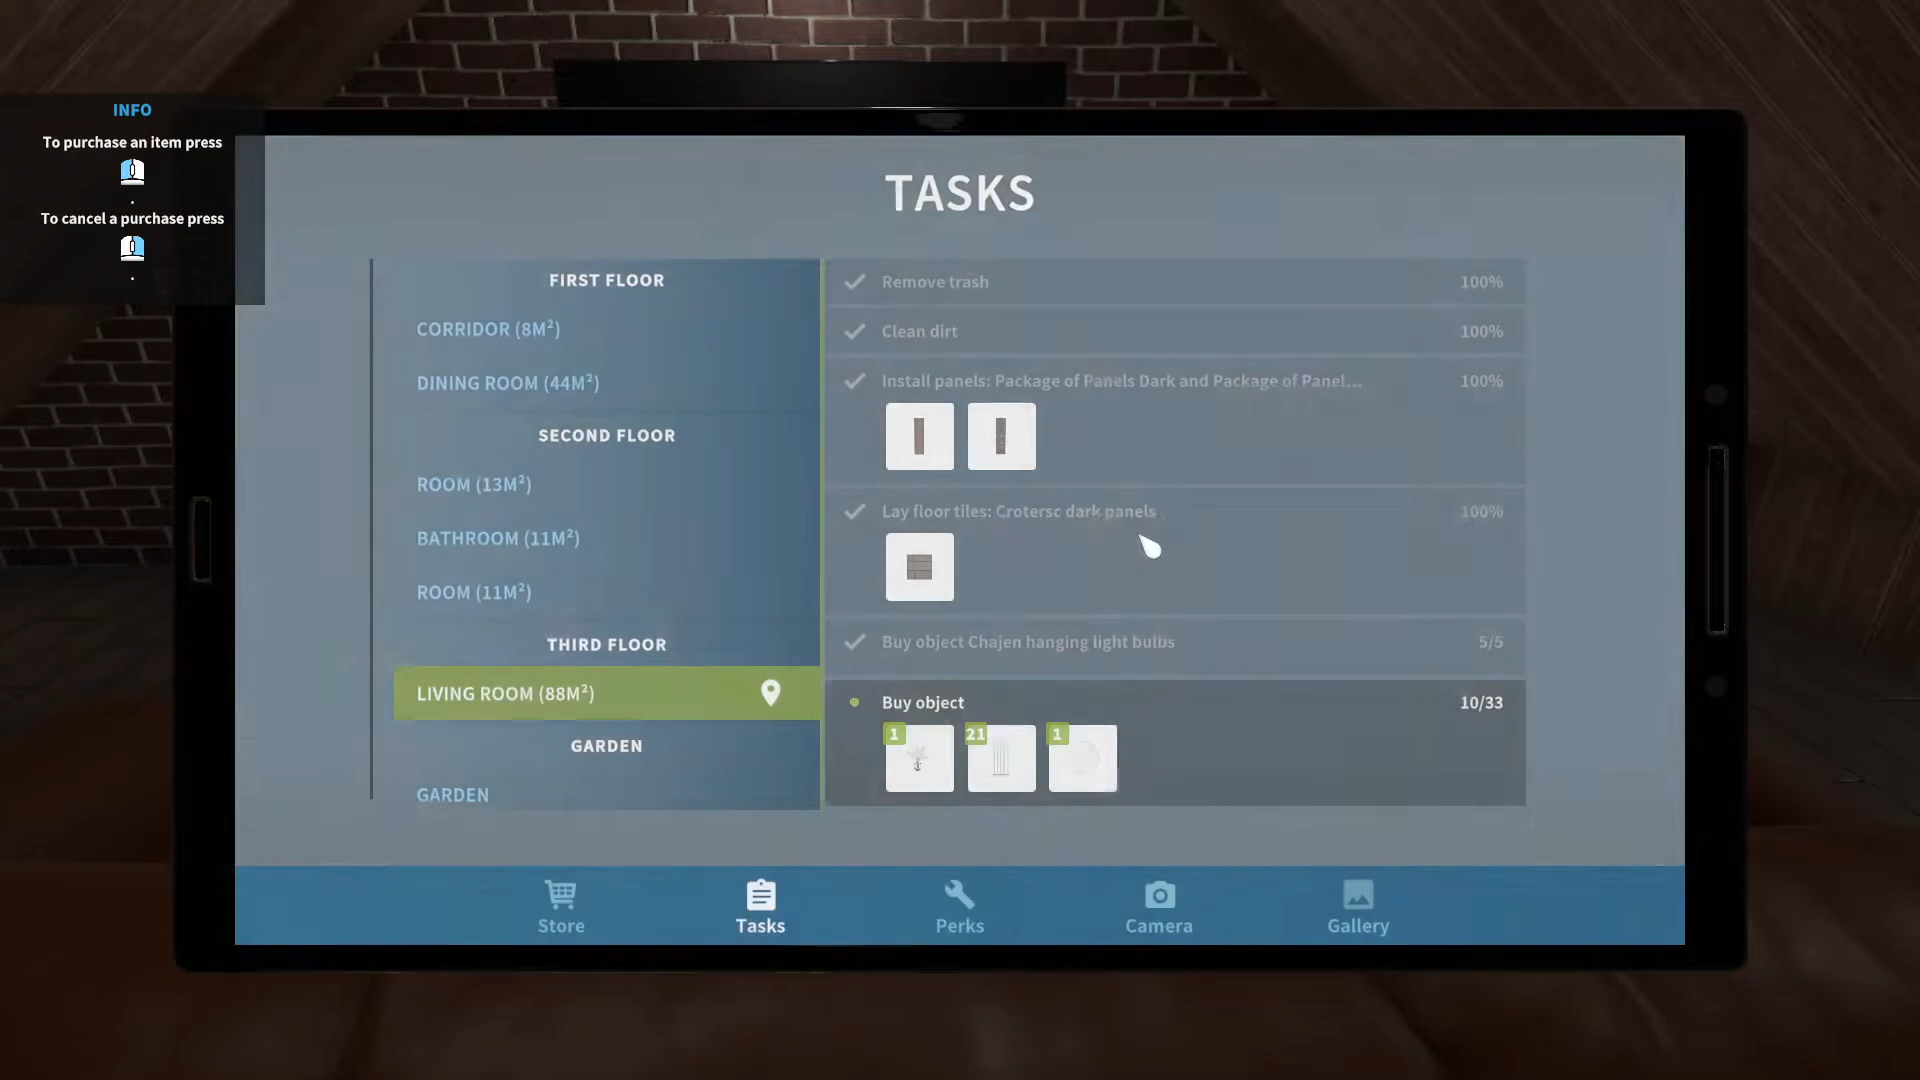 INFO
To purchase an item press
.
To cancel a purchase press
.
TASKS
FIRST FLOOR
CORRIDOR (8M²)
DINING ROOM (44M²)
SECOND FLOOR
ROOM (13M²)
BATHROOM (11M²)
ROOM (11M²)
THIRD FLOOR
LIVING ROOM (88M²)
GARDEN
GARDEN
Remove trash 100%
Clean dirt 100%
Install panels: Package of Panels Dark and Package of Panel... 100%
Lay floor tiles: Crotersc dark panels 100%
Buy object Chajen hanging light bulbs 5/5
Buy object 10/33
1 21 1
Store Tasks Perks Camera Gallery